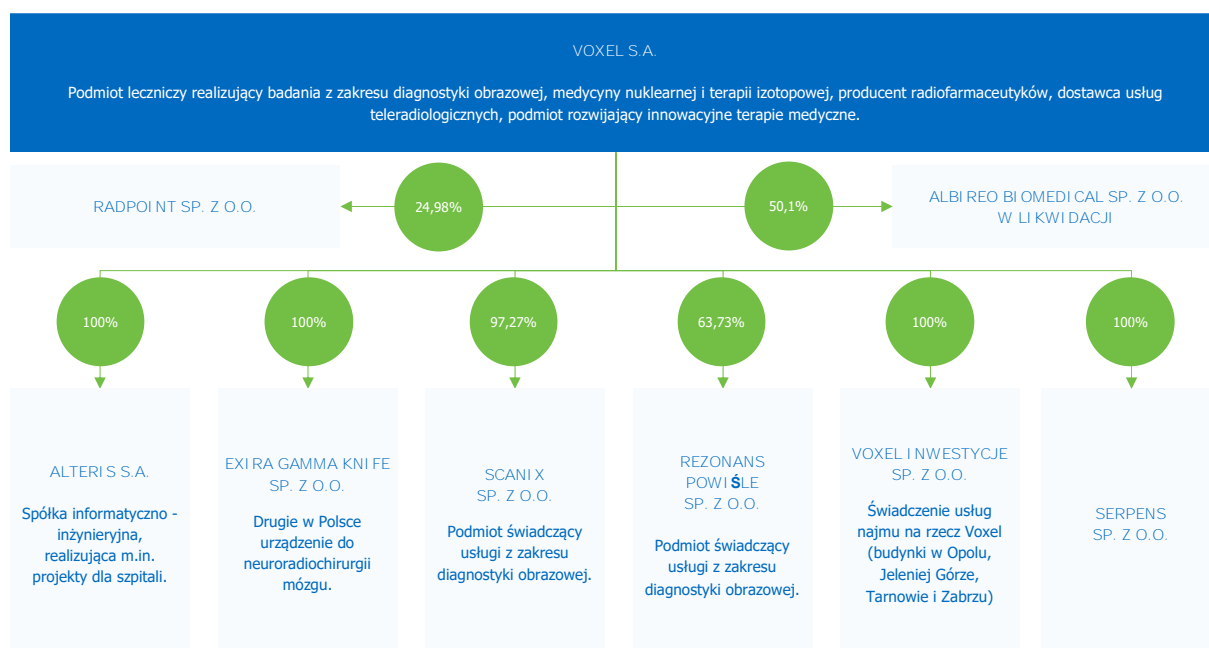 VOXEL S.A.
Podmiot leczniczy realizujący badania z zakresu diagnostyki obrazowej, medycyny nuklearnej i terapii izotopowej, producent radiofarmaceutyków, dostawca usług
teleradiologicznych, podmiot rozwijający innowacyjne terapie medyczne.
RADPOINT SP. Z O.O.
24,98%
50,1%
ALBIREO BIOMEDICAL SP. Z O.O.
W LIKWIDACJI
100%
100%
97,27%
63,73%
100%
100%
ALTERIS S.A.
Spółka informatyczno -
inżynieryjna,
realizująca m.in.
projekty dla szpitali.
EXIRA GAMMA KNIFE
SP. Z O.O.
Drugie w Polsce
urządzenie do
neuroradiochirurgii
mózgu.
SCANIX
SP. Z O.O.
Podmiot świadczący
usługi z zakresu
diagnostyki obrazowej.
REZONANS
POWIŚLE
SP. Z O.O.
Podmiot świadczący
usługi z zakresu
diagnostyki obrazowej.
VOXEL INWESTYCJE
SP. Z O.O.
Świadczenie usług
najmu na rzecz Voxel
(budynki w Opolu,
Jeleniej Górze,
Tarnowie i Zabrzu)
SERPENS
SP. Z O.O.